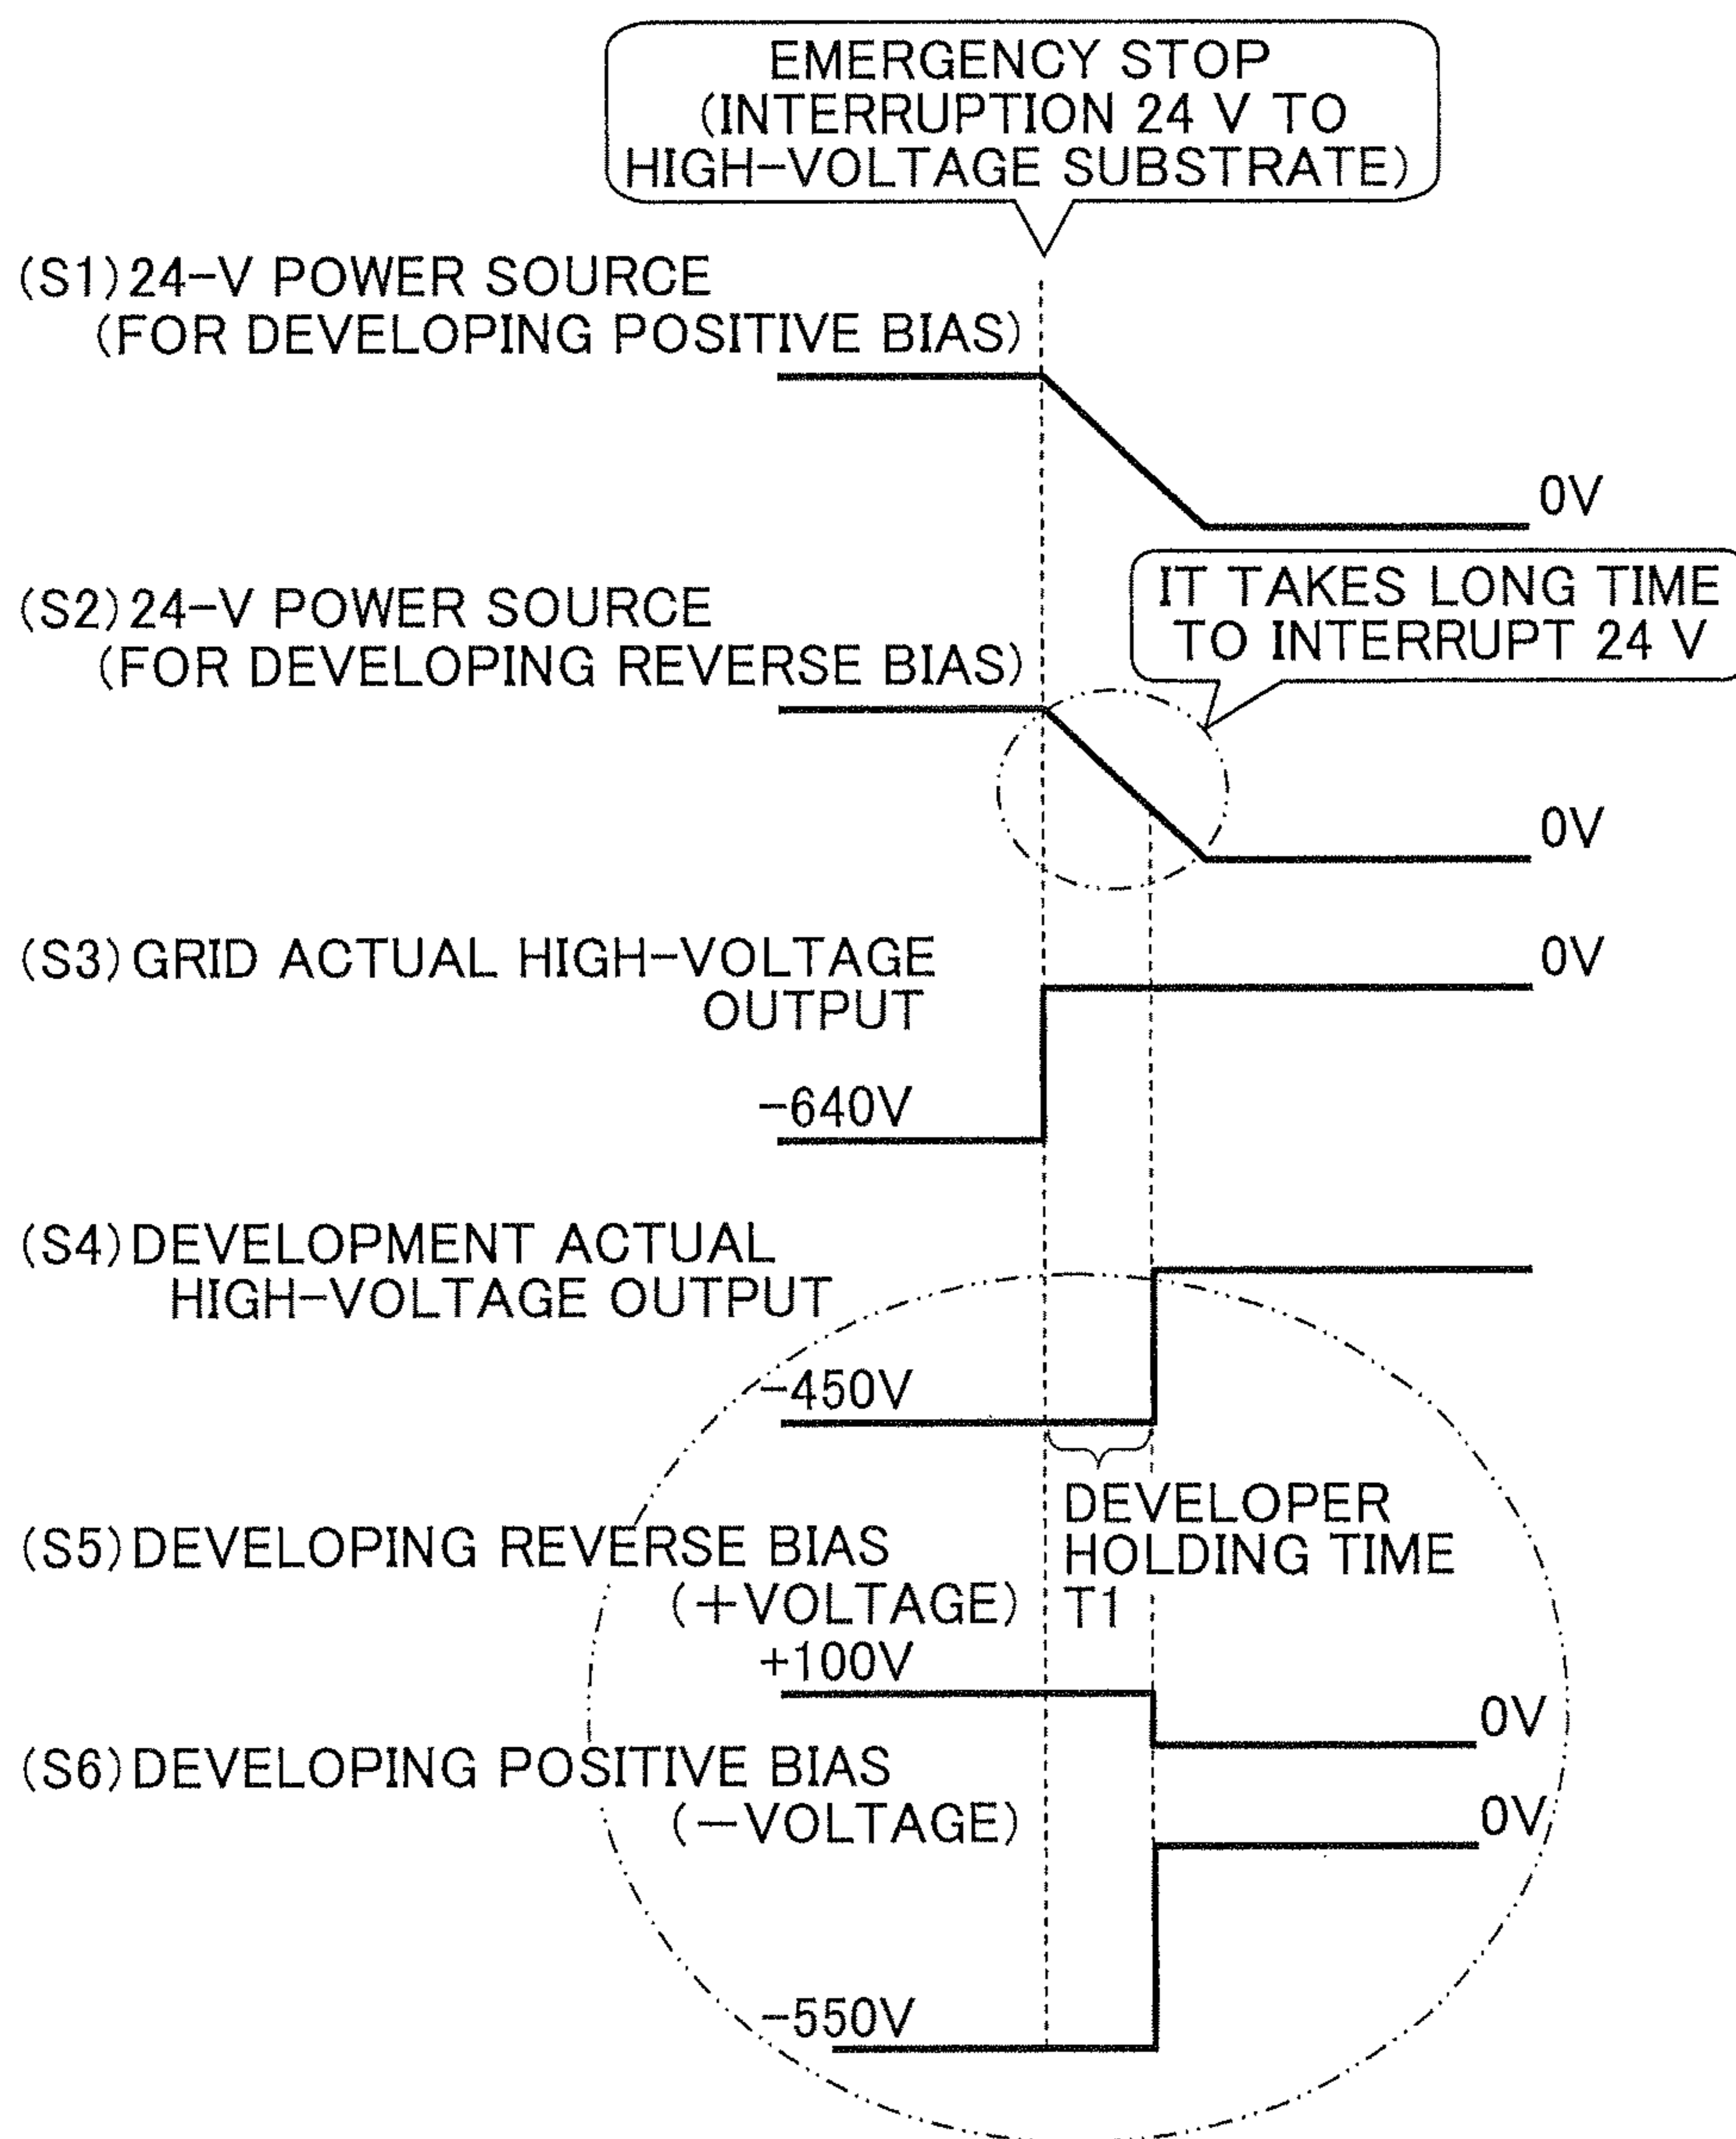 EMERGENCY STOP
(INTERRUPTION 24 V TO
HIGH-VOLTAGE SUBSTRATE)
(S1) 24-V POWER SOURCE
(FOR DEVELOPING POSITIVE BIAS)
0V
IT TAKES LONG TIME
TO INTERRUPT 24 V
(S2) 24-V POWER SOURCE
(FOR DEVELOPING REVERSE BIAS)
0V
(S3) GRID ACTUAL HIGH-VOLTAGE
OUTPUT
0V
-640V
(S4) DEVELOPMENT ACTUAL
HIGH-VOLTAGE OUTPUT
-450V
DEVELOPER
HOLDING TIME
T1
(S5) DEVELOPING REVERSE BIAS
(+VOLTAGE)
+100V
0V
(S6) DEVELOPING POSITIVE BIAS
(-VOLTAGE)
0V
-550V